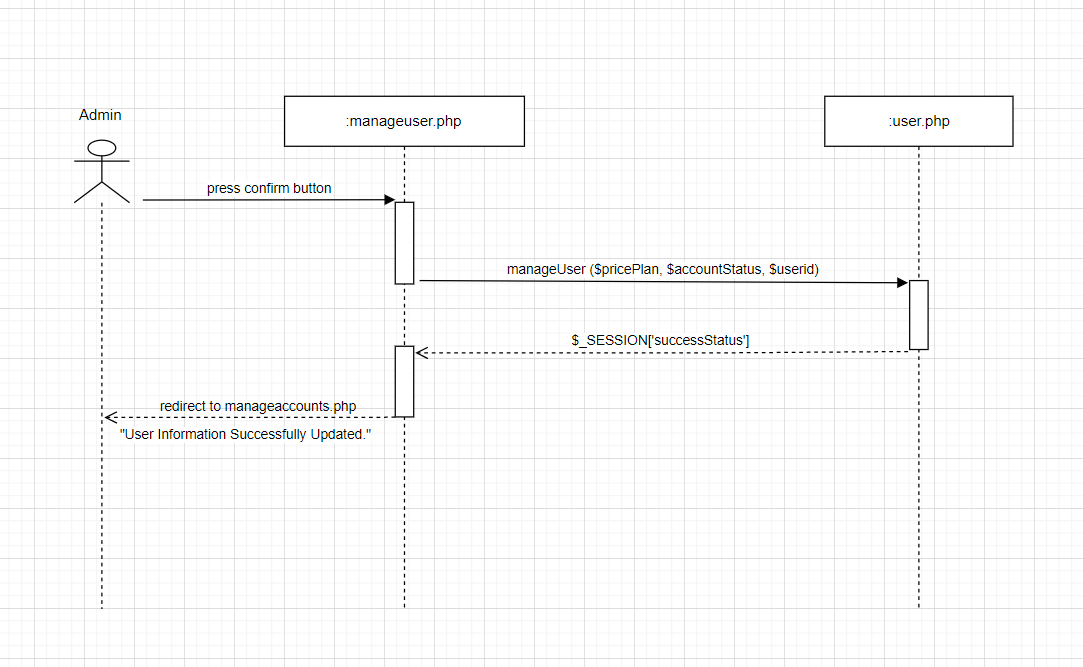 Admin
:manageuser.php
:user.php
press confirm button
manageUser ($pricePlan, $accountStatus, $userid)
$_SESSION['successStatus']
redirect to manageaccounts.php
"User Information Successfully Updated."